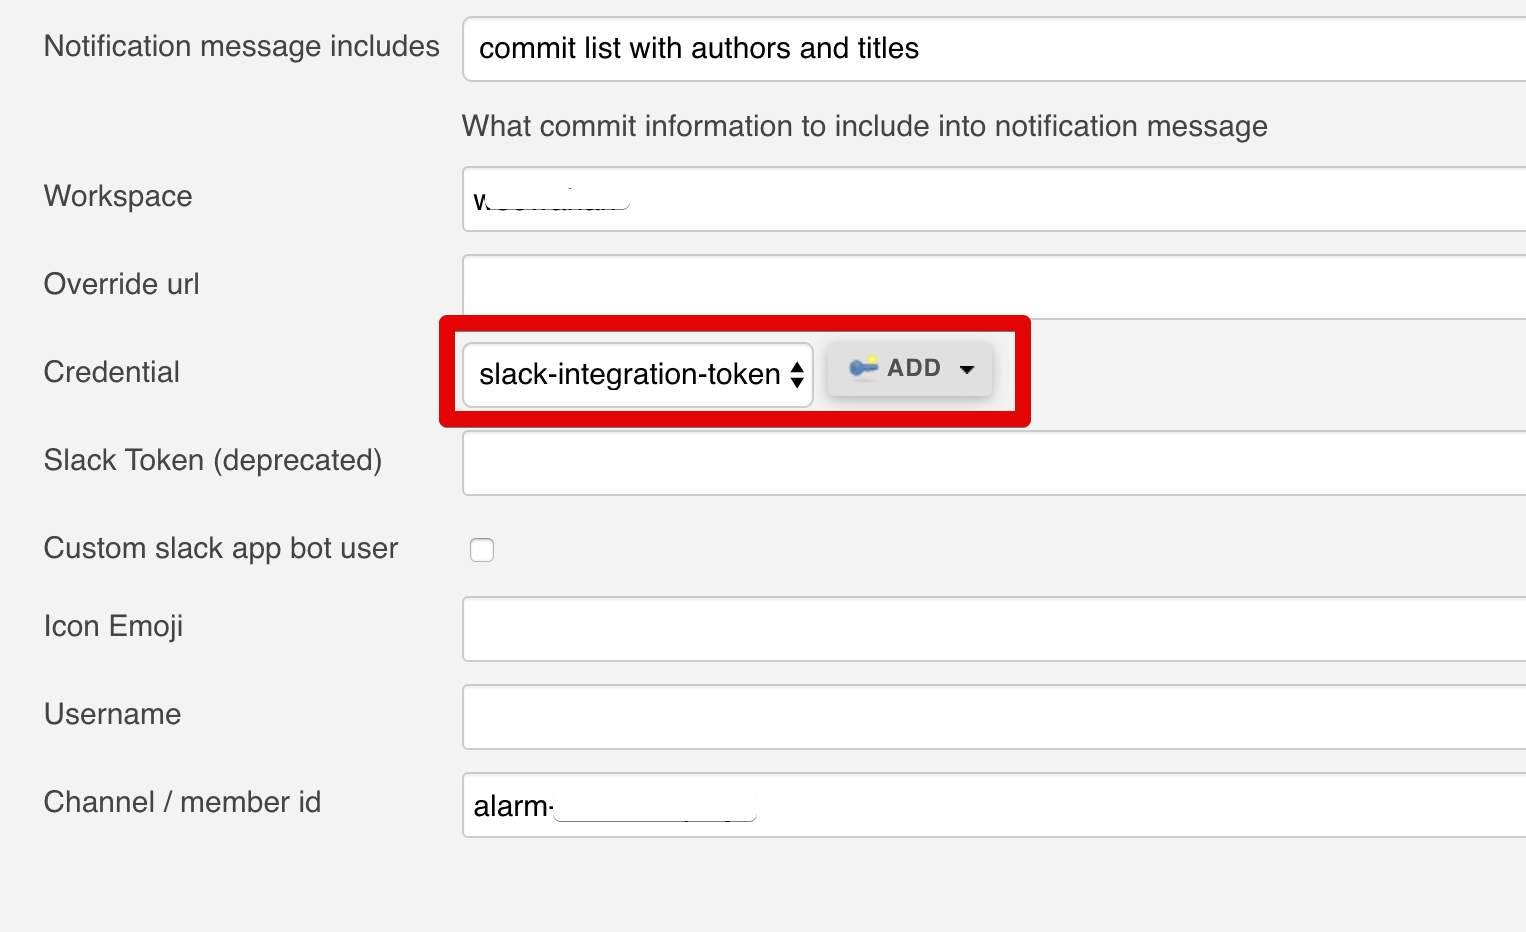 Notification message includes commit list with authors and titles
What commit information to include into notification message
Workspace
Override url
Credential slack-integration-token ADD
Slack Token (deprecated)
Custom slack app bot user
Icon Emoji
Username
Channel / member id alarm-